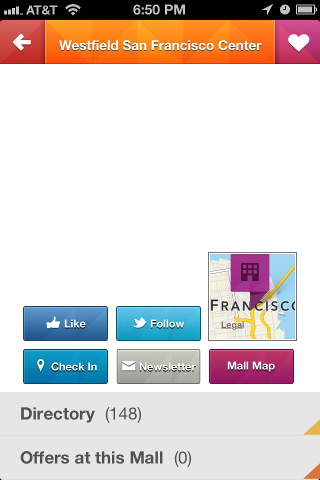 AT&T 6:50 PM
Westfield San Francisco Center
FRANCISCO
Legal
Like
Follow
Check In
Newsletter
Mall Map
Directory (148)
Offers at this Mall (0)